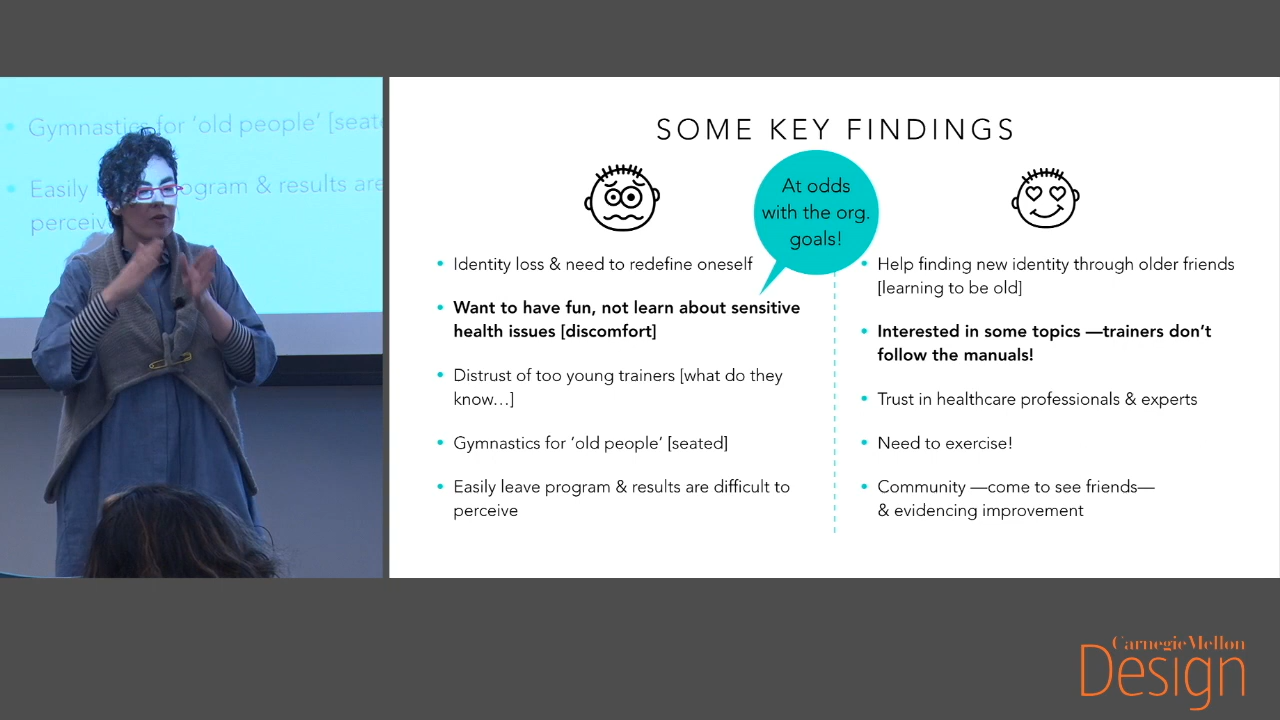 Gymnastics for ‘old people’ [seat
Easily program & results are
perceiv
SOME KEY FINDINGS
At odds
with the org.
goals!
• Identity loss & need to redefine oneself
• Want to have fun, not learn about sensitive
health issues [discomfort]
• Distrust of too young trainers [what do they
know…]
• Gymnastics for ‘old people’ [seated]
• Easily leave program & results are difficult to
perceive
• Help finding new identity through older friends
[learning to be old]
• Interested in some topics —trainers don’t
follow the manuals!
• Trust in healthcare professionals & experts
• Need to exercise!
• Community —come to see friends—
& evidencing improvement
Carnegie Mellon
Design